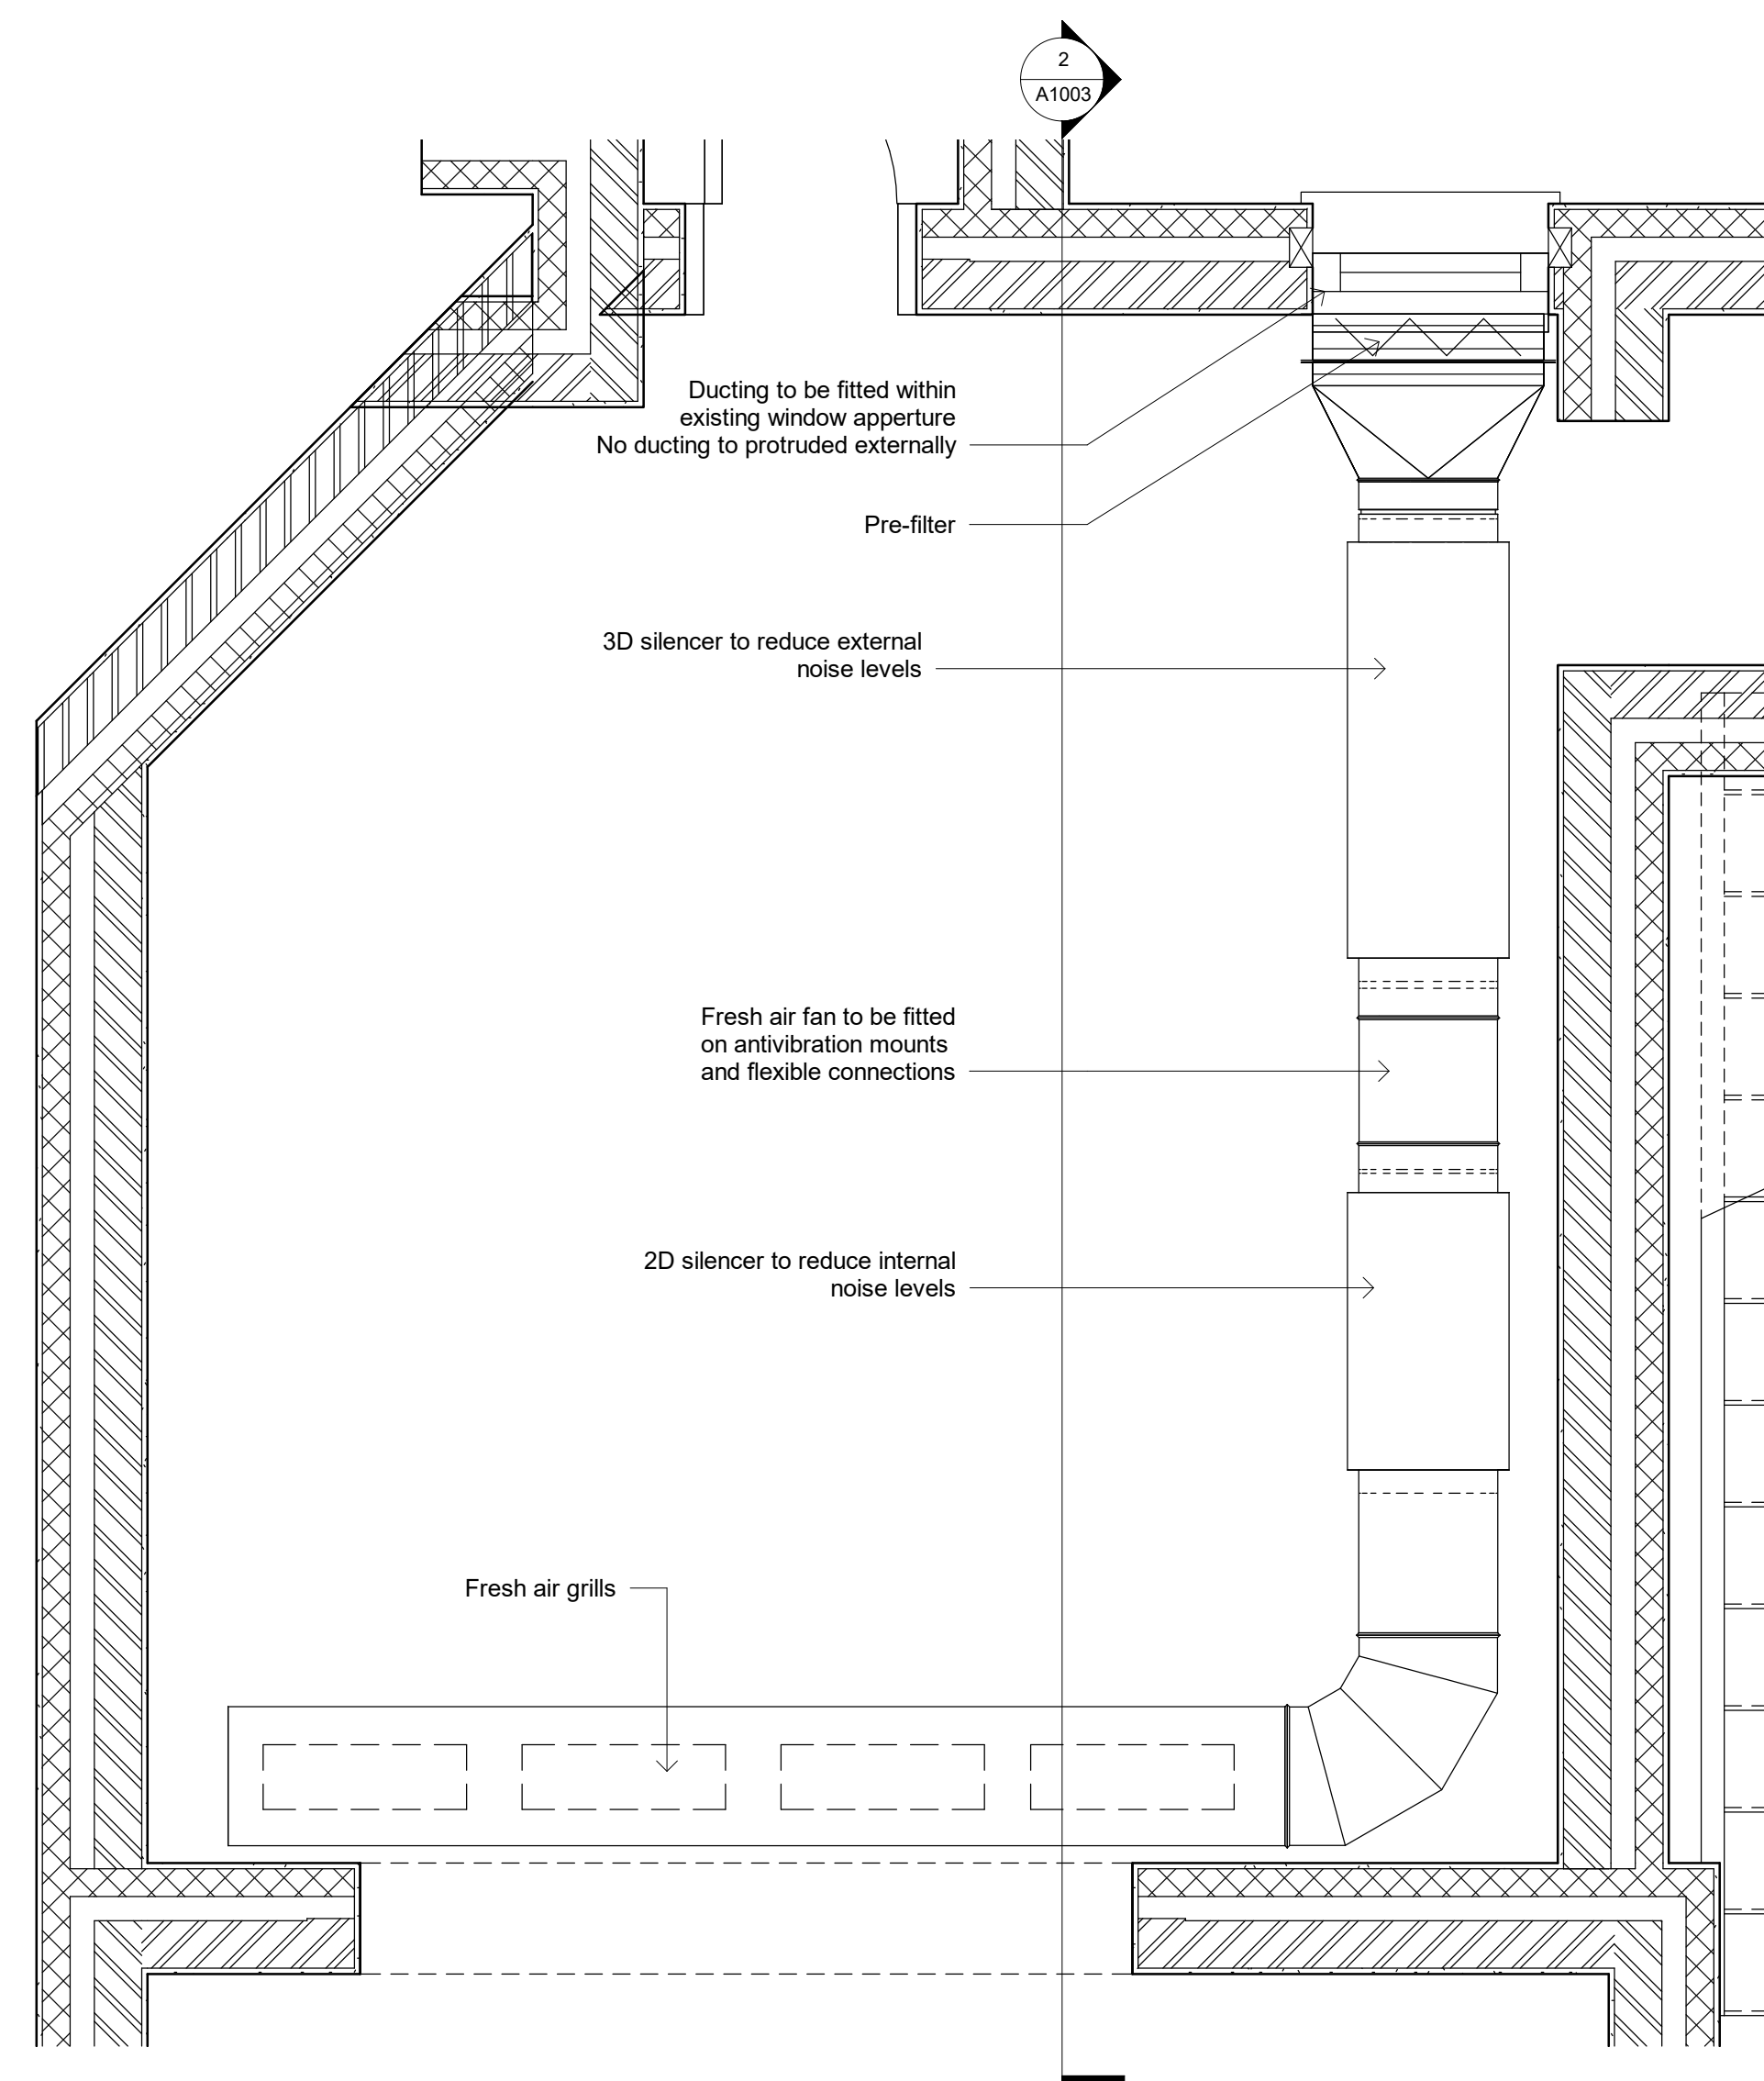 2
A1003
Ducting to be fitted within
existing window apperture
No ducting to protruded externally
Pre-filter
3D silencer to reduce external
noise levels
Fresh air fan to be fitted
on antivibration mounts
and flexible connections
2D silencer to reduce internal
noise levels
Fresh air grills